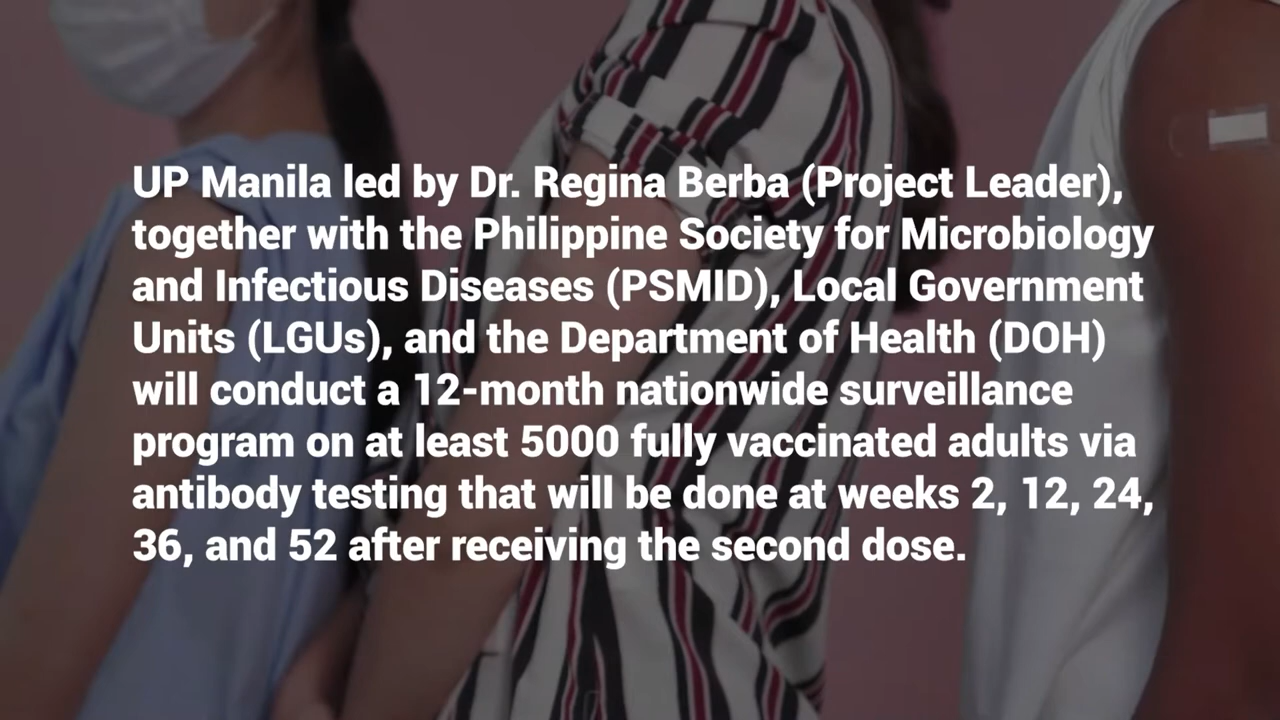 UP Manila led by Dr. Regina Berba (Project Leader),
together with the Philippine Society for Microbiology
and Infectious Diseases (PSMID), Local Government
Units (LGUs), and the Department of Health (DOH)
will conduct a 12-month nationwide surveillance
program on at least 5000 fully vaccinated adults via
antibody testing that will be done at weeks 2, 12, 24,
36, and 52 after receiving the second dose.